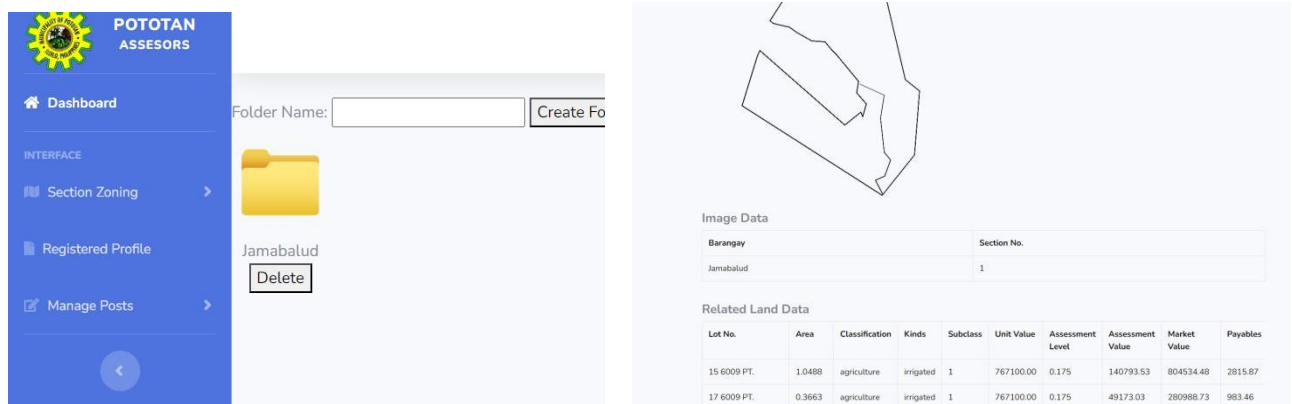 POTOTAN
ASSESORS
Dashboard
INTERFACE
Section Zoning
Registered Profile
Manage Posts
Folder Name:
Create Fo
Jamabalud
Delete
Image Data
Barangay Section No.
Jamabalud 1
Related Land Data
Lot No. Area Classification Kinds Subclass Unit Value Assessment Level Assessment Value Market Value Payables
15 6009 PT. 1.0488 agriculture irrigated 1 767100.00 0.175 140793.53 804534.48 2815.87
17 6009 PT. 0.3663 agriculture irrigated 1 767100.00 0.175 49173.03 280988.73 983.46